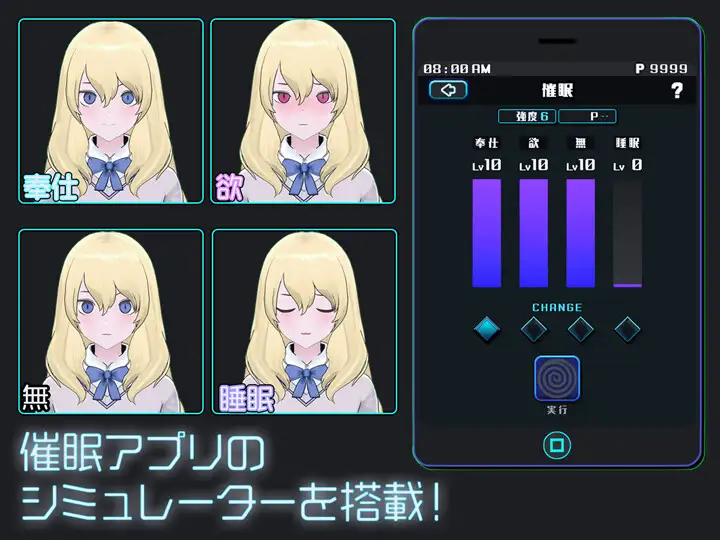 奉仕
欲
無
睡眠
08:00AM P 9999
催眠 ?
強度6 P--
奉仕 欲 無 睡眠
Lv10 Lv10 Lv10 Lv 0
CHANGE
実行
催眠アプリの
シミュレーターを搭載!